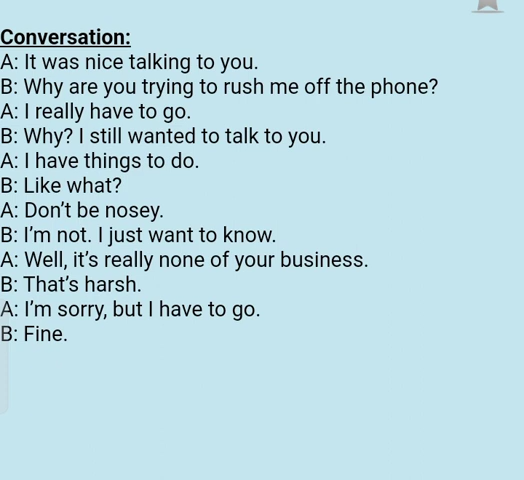 Conversation:
A: It was nice talking to you.
B: Why are you trying to rush me off the phone?
A: I really have to go.
B: Why? I still wanted to talk to you.
A: I have things to do.
B: Like what?
A: Don’t be nosey.
B: I’m not. I just want to know.
A: Well, it’s really none of your business.
B: That’s harsh.
A: I’m sorry, but I have to go.
B: Fine.